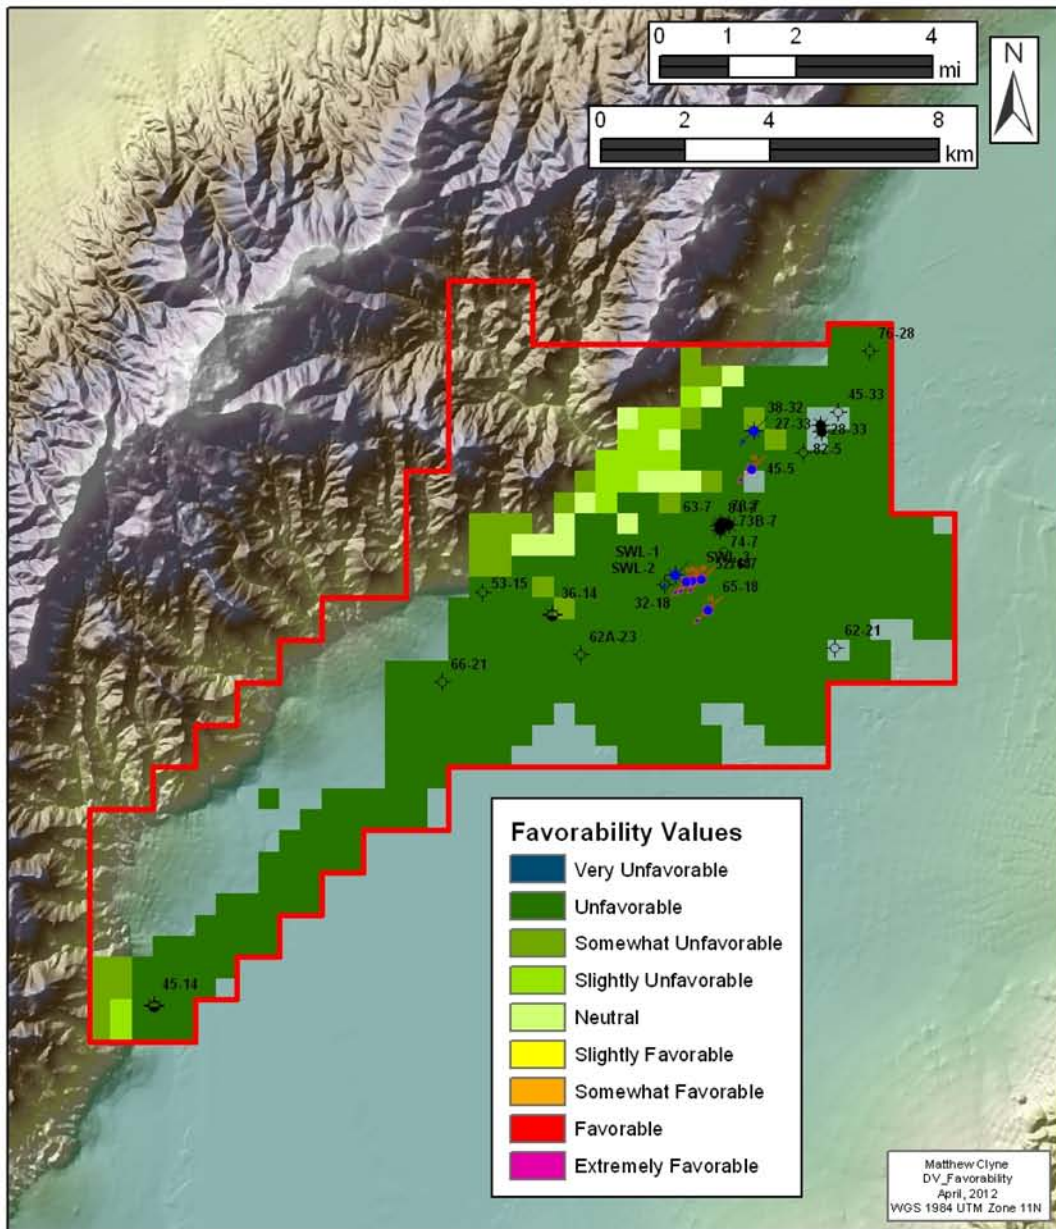 0 1 2 4
mi
N
0 2 4 8
km
76-28
45-33
38-32
27-33
28-33
82-5
45-5
63-7
73B-7
74-7
SWL-1
SWL-3
SWL-2
53-15
36-14
32-18
65-18
62A-23
62-21
66-21
45-14
Favorability Values
Very Unfavorable
Unfavorable
Somewhat Unfavorable
Slightly Unfavorable
Neutral
Slightly Favorable
Somewhat Favorable
Favorable
Extremely Favorable
Matthew Clyne
DV_Favorability
April, 2012
WGS 1984 UTM Zone 11N